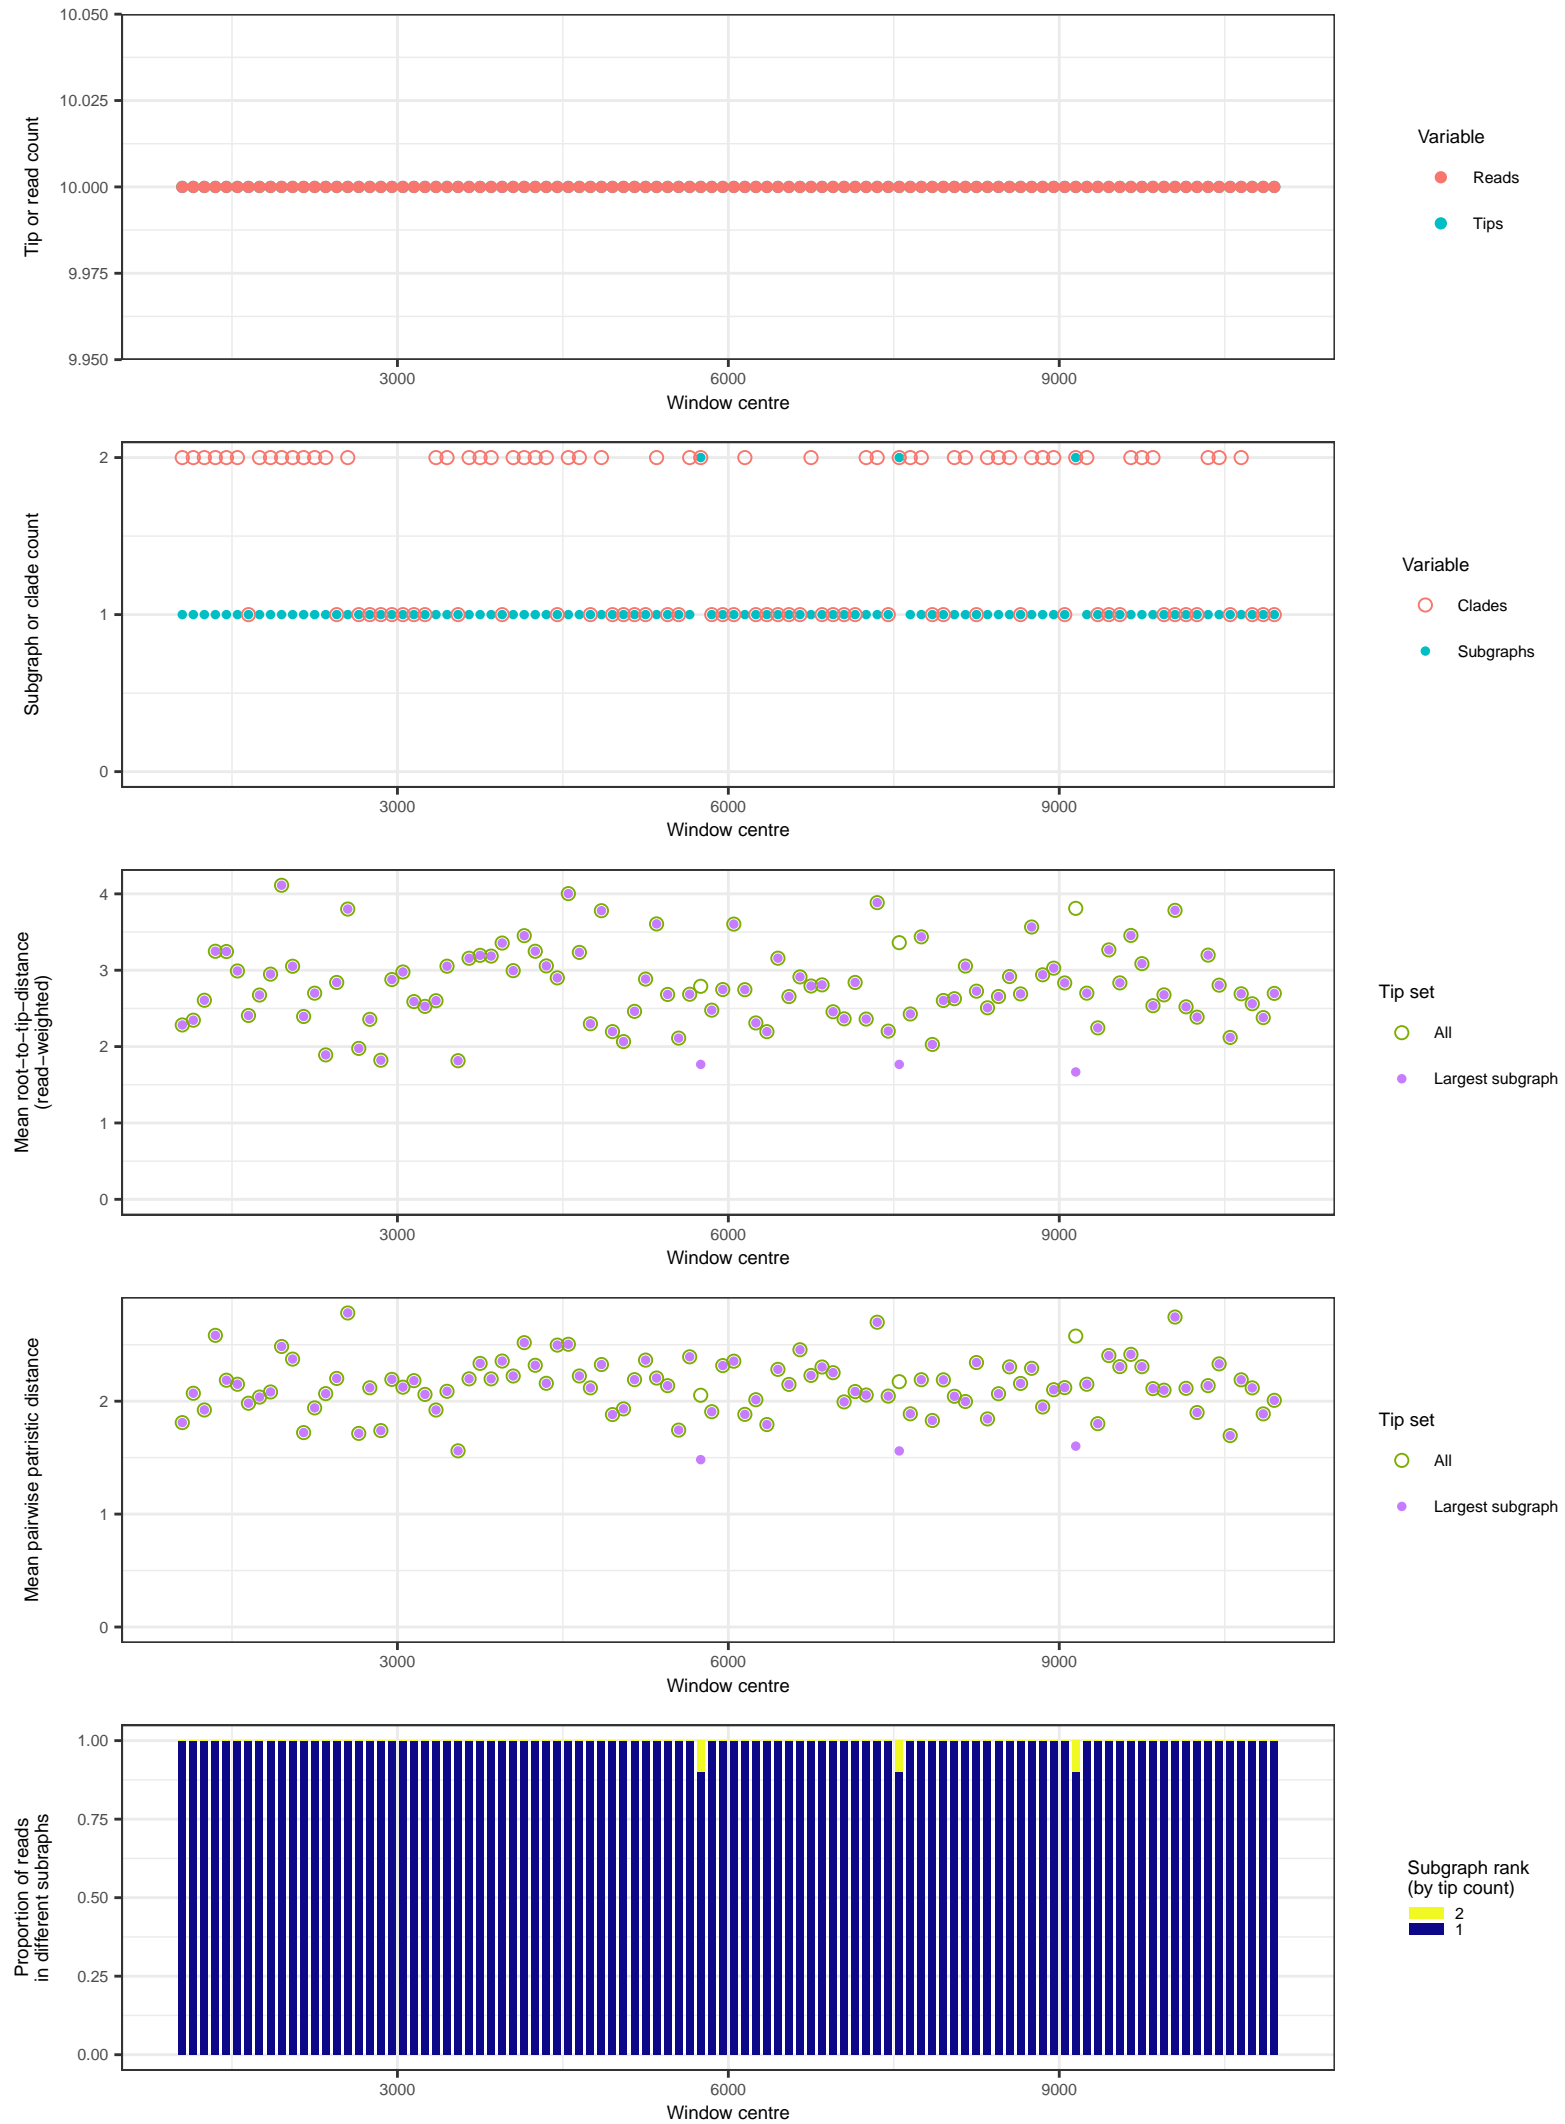 10.050
10.025
10.000
9.975
9.950
Tip or read count
3000
6000
9000
Window centre
Variable
Reads
Tips
2
1
0
Subgraph or clade count
3000
6000
9000
Window centre
Variable
Clades
Subgraphs
4
3
2
1
0
Mean root−to−tip−distance
(read−weighted)
3000
6000
9000
Window centre
Tip set
All
Largest subgraph
2
1
0
Mean pairwise patristic distance
3000
6000
9000
Window centre
Tip set
All
Largest subgraph
1.00
0.75
0.50
0.25
0.00
Proportion of reads
in different subraphs
3000
6000
9000
Window centre
Subgraph rank
(by tip count)
2
1